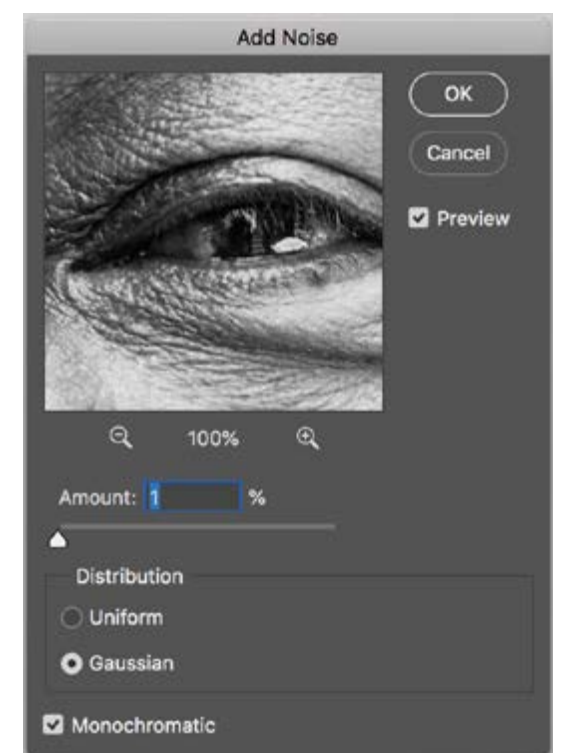 Add Noise
OK
Cancel
Preview
100%
Amount: 1 %
Distribution
Uniform
Gaussian
Monochromatic